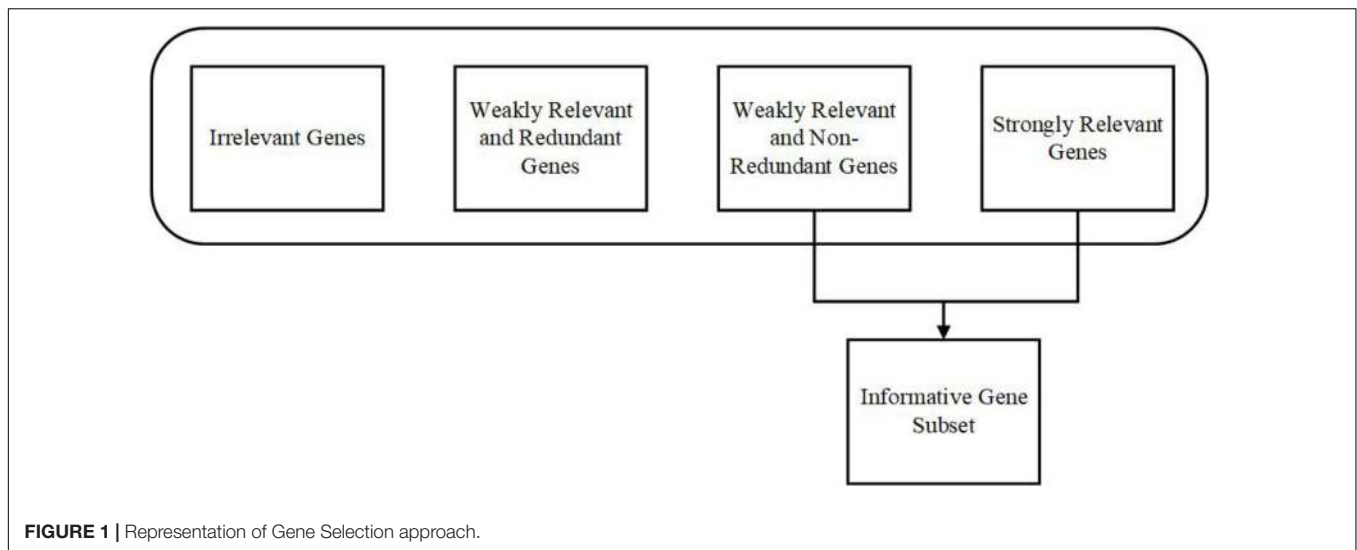 Irrelevant Genes
Weakly Relevant
and Redundant
Genes
Weakly Relevant
and Non-
Redundant Genes
Strongly Relevant
Genes
Informative Gene
Subset
FIGURE 1 | Representation of Gene Selection approach.